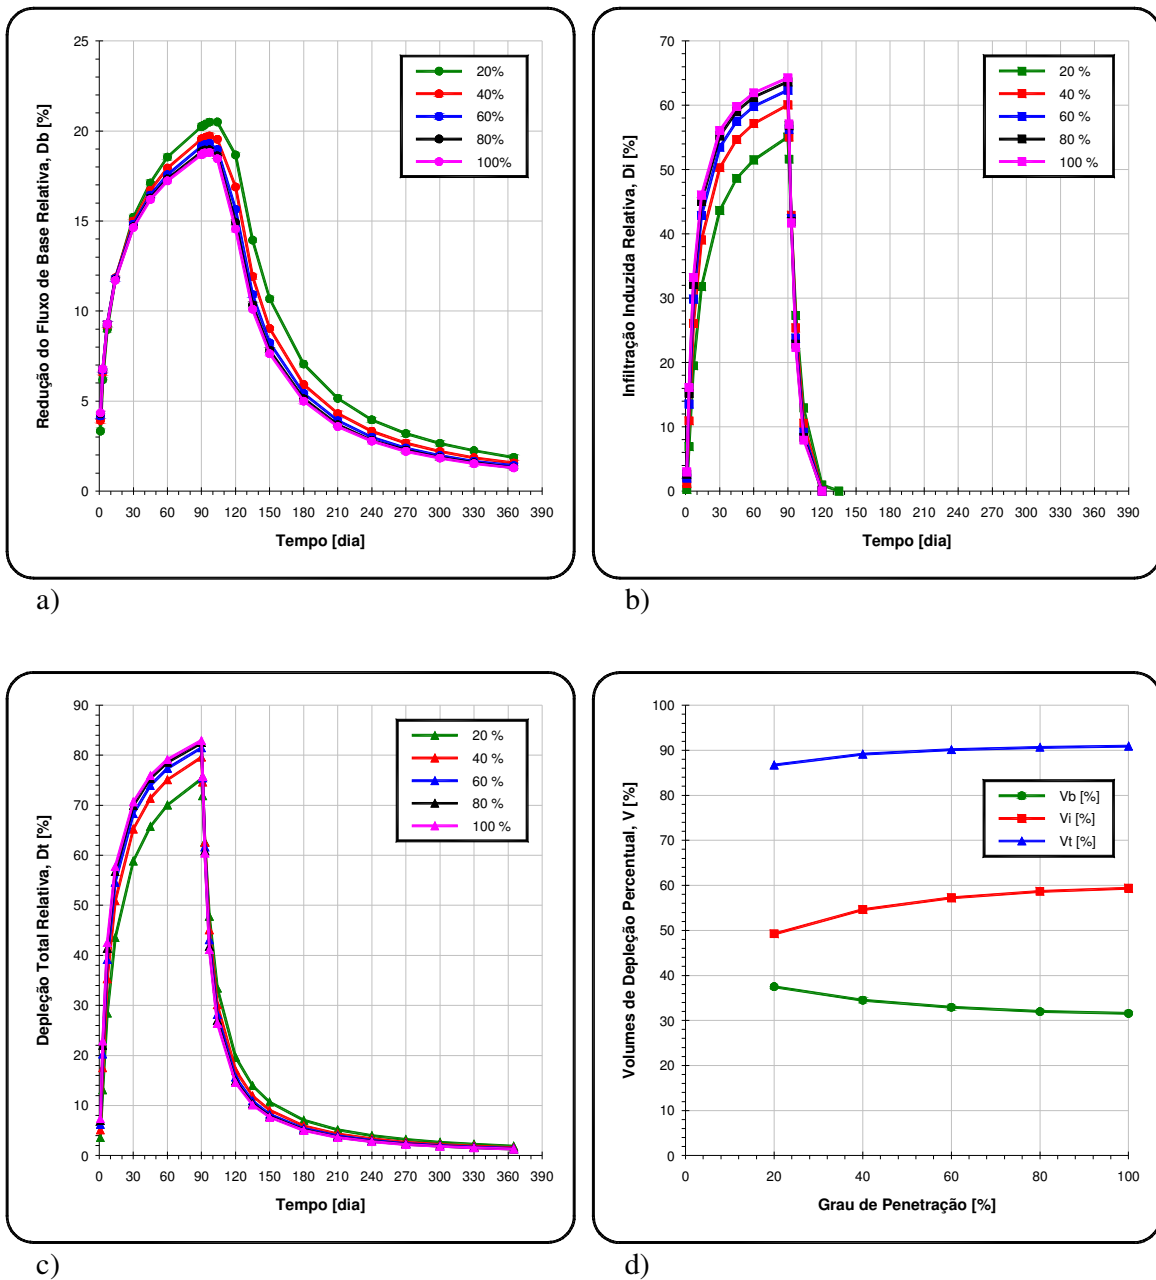 25
20
15
10
5
0
Redução do Fluxo de Base Relativa, Db [%]
20%
40%
60%
80%
100%
0 30 60 90 120 150 180 210 240 270 300 330 360 390
Tempo [dia]
a)
70
60
50
40
30
20
10
0
Infiltração Induzida Relativa, Di [%]
20 %
40 %
60 %
80 %
100 %
0 30 60 90 120 150 180 210 240 270 300 330 360 390
Tempo [dia]
b)
90
80
70
60
50
40
30
20
10
0
Depleção Total Relativa, Dt [%]
20 %
40 %
60 %
80 %
100 %
0 30 60 90 120 150 180 210 240 270 300 330 360 390
Tempo [dia]
c)
100
90
80
70
60
50
40
30
20
10
0
Volumes de Depleção Percentual, V [%]
Vb [%]
Vi [%]
Vt [%]
0 20 40 60 80 100
Grau de Penetração [%]
d)